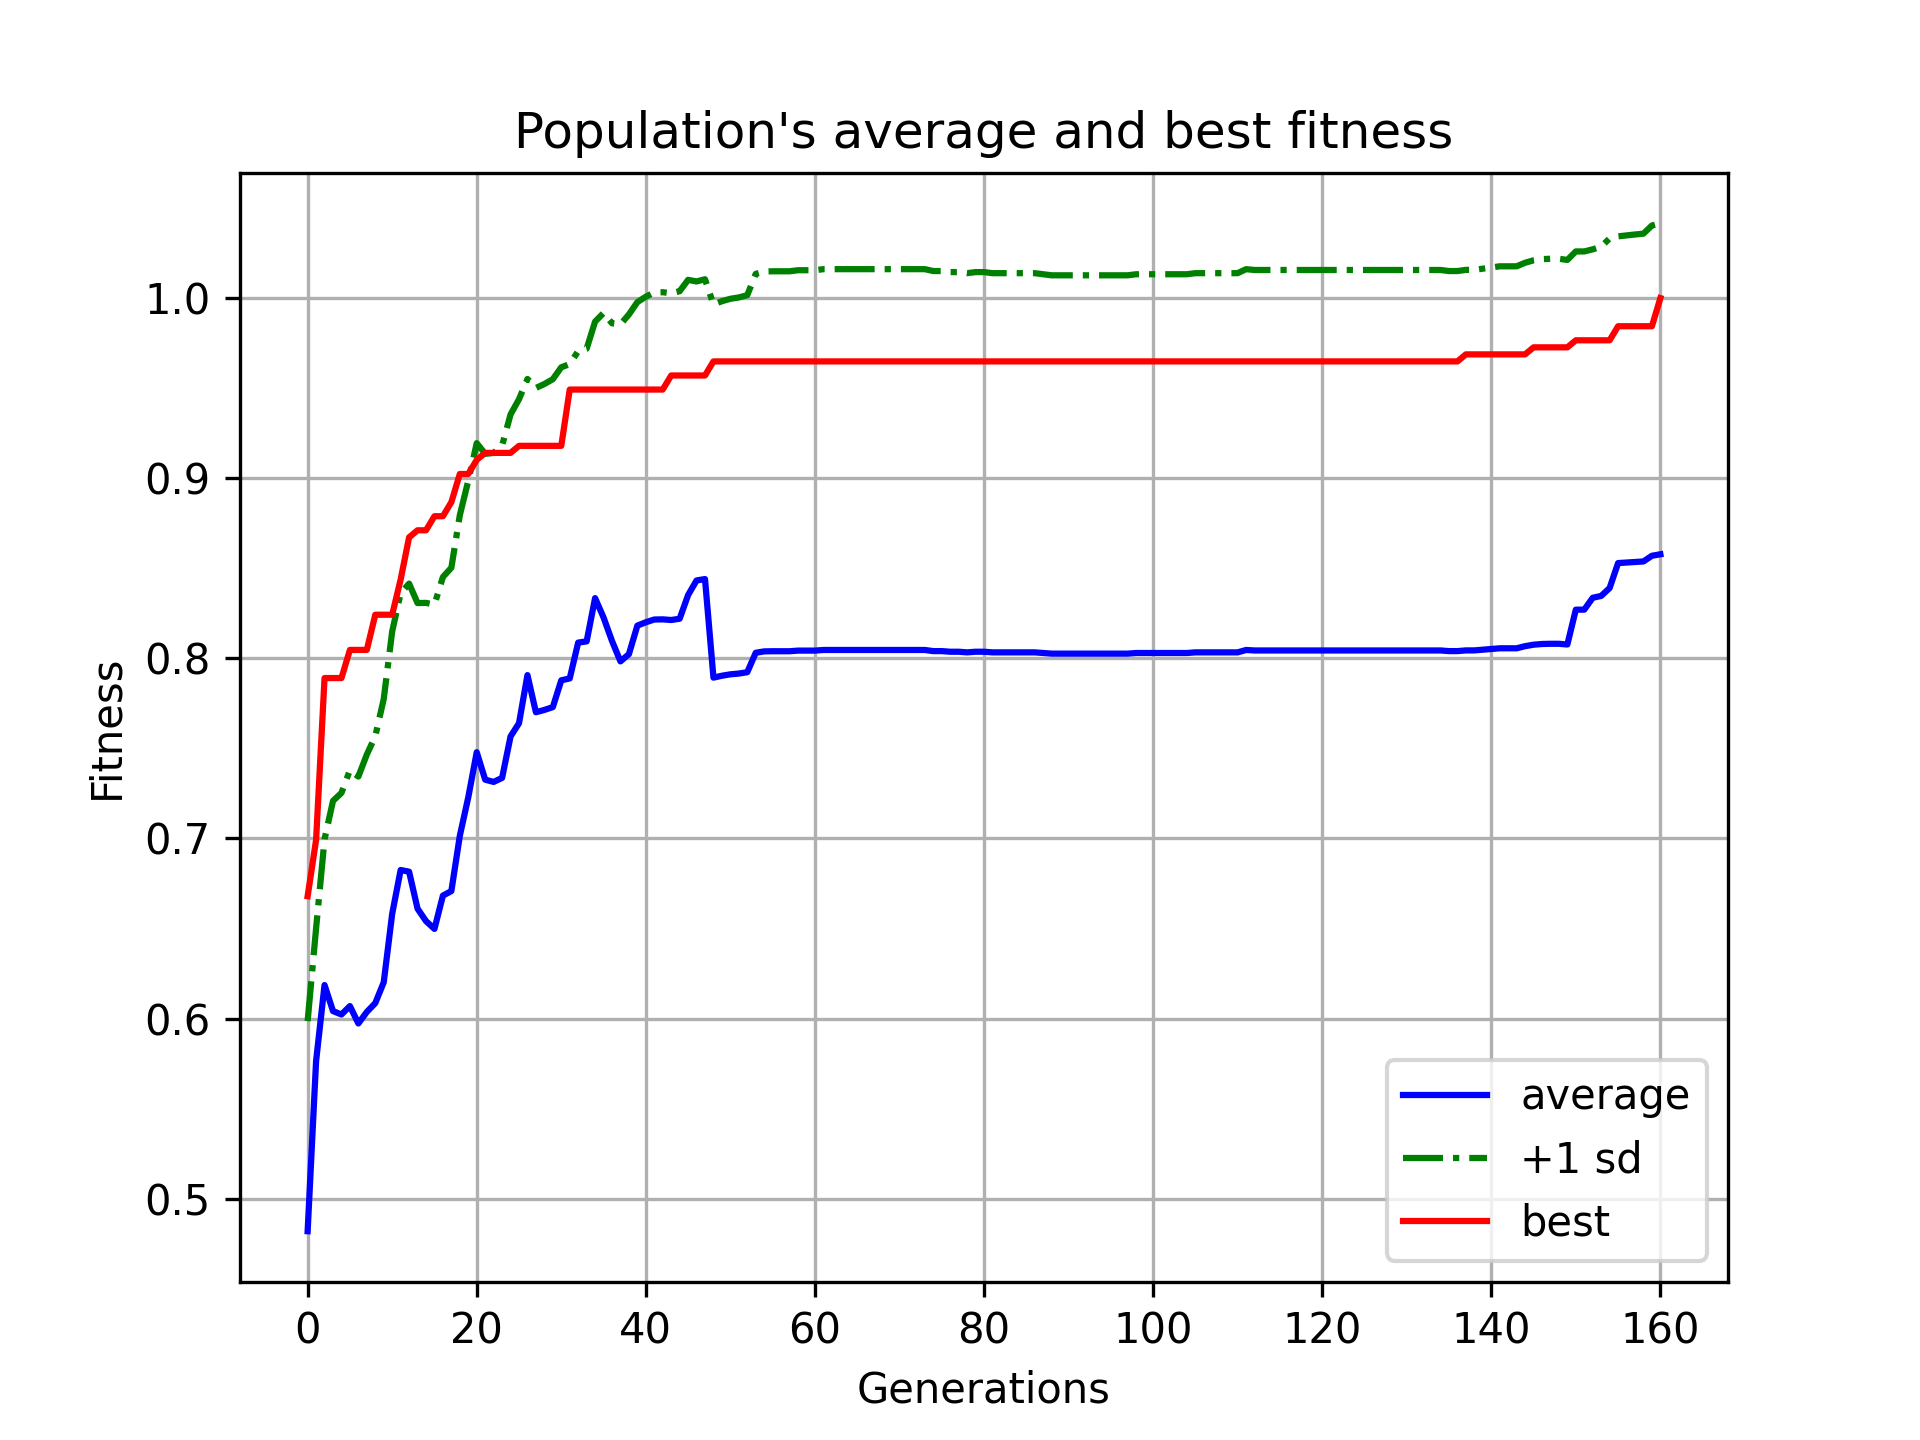 Population's average and best fitness
Fitness
1.0
0.9
0.8
0.7
0.6
0.5
0 20 40 60 80 100 120 140 160
Generations
average
+1 sd
best